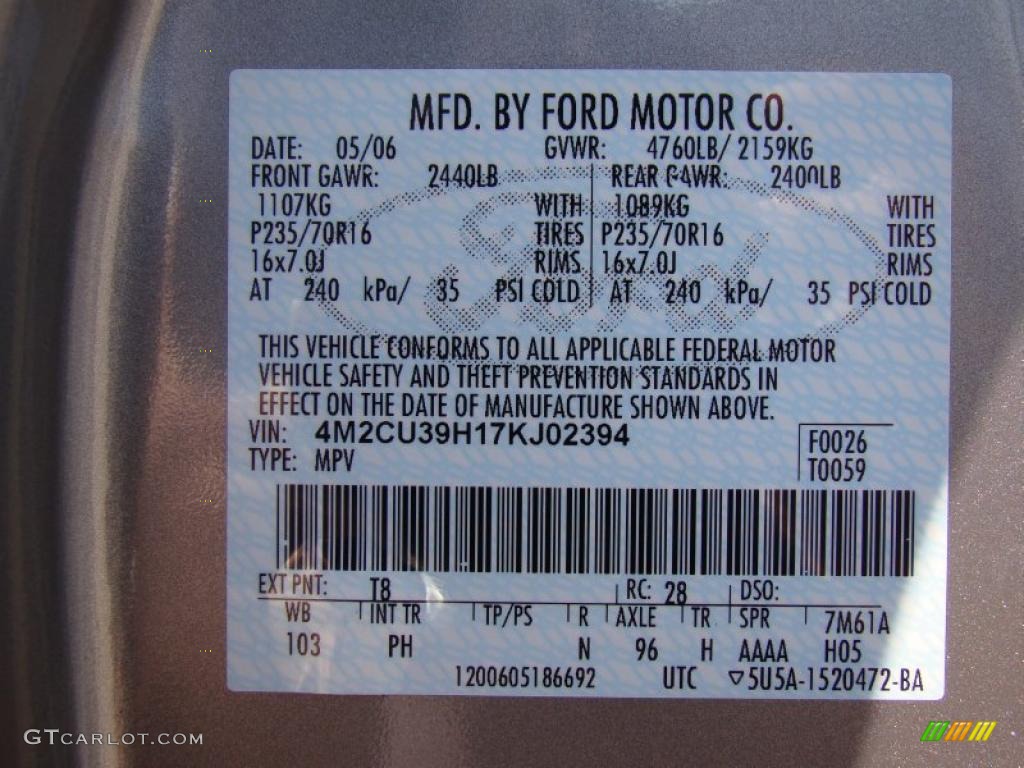 MFD. BY FORD MOTOR CO.
DATE: 05/06 GVWR: 4760LB/ 2159KG
FRONT GAWR: 2440LB REAR GAWR: 2400LB
1107KG WITH 1089KG WITH
P235/70R16 TIRES P235/70R16 TIRES
16x7.0J RIMS 16x7.0J RIMS
AT 240 kPa/ 35 PSI COLD AT 240 kPa/ 35 PSI COLD
Ford
THIS VEHICLE CONFORMS TO ALL APPLICABLE FEDERAL MOTOR
VEHICLE SAFETY AND THEFT PREVENTION STANDARDS IN
EFFECT ON THE DATE OF MANUFACTURE SHOWN ABOVE.
VIN: 4M2CU39H17KJ02394 F0026
TYPE: MPV T0059
EXT PNT: T8 RC: 28 DSO:
WB INT TR TP/PS R AXLE TR SPR 7M61A
103 PH N 96 H AAAA H05
1200605186692 UTC ▽5U5A-1520472-BA
GTCARLOT.COM